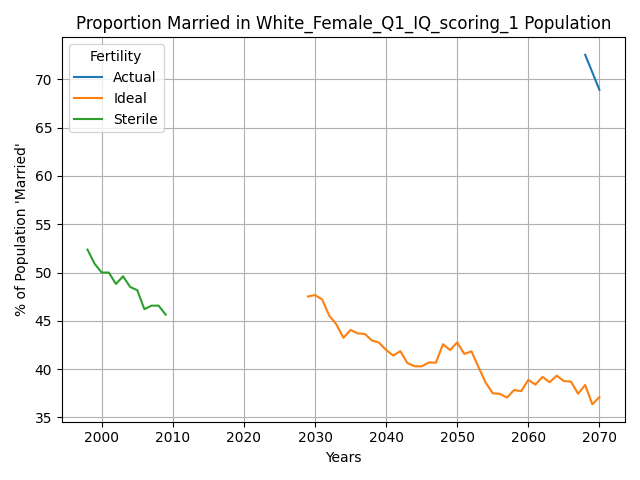 Proportion Married in White_Female_Q1_IQ_scoring_1 Population
% of Population 'Married'
Fertility
Actual
Ideal
Sterile
70
65
60
55
50
45
40
35
2000 2010 2020 2030 2040 2050 2060 2070
Years